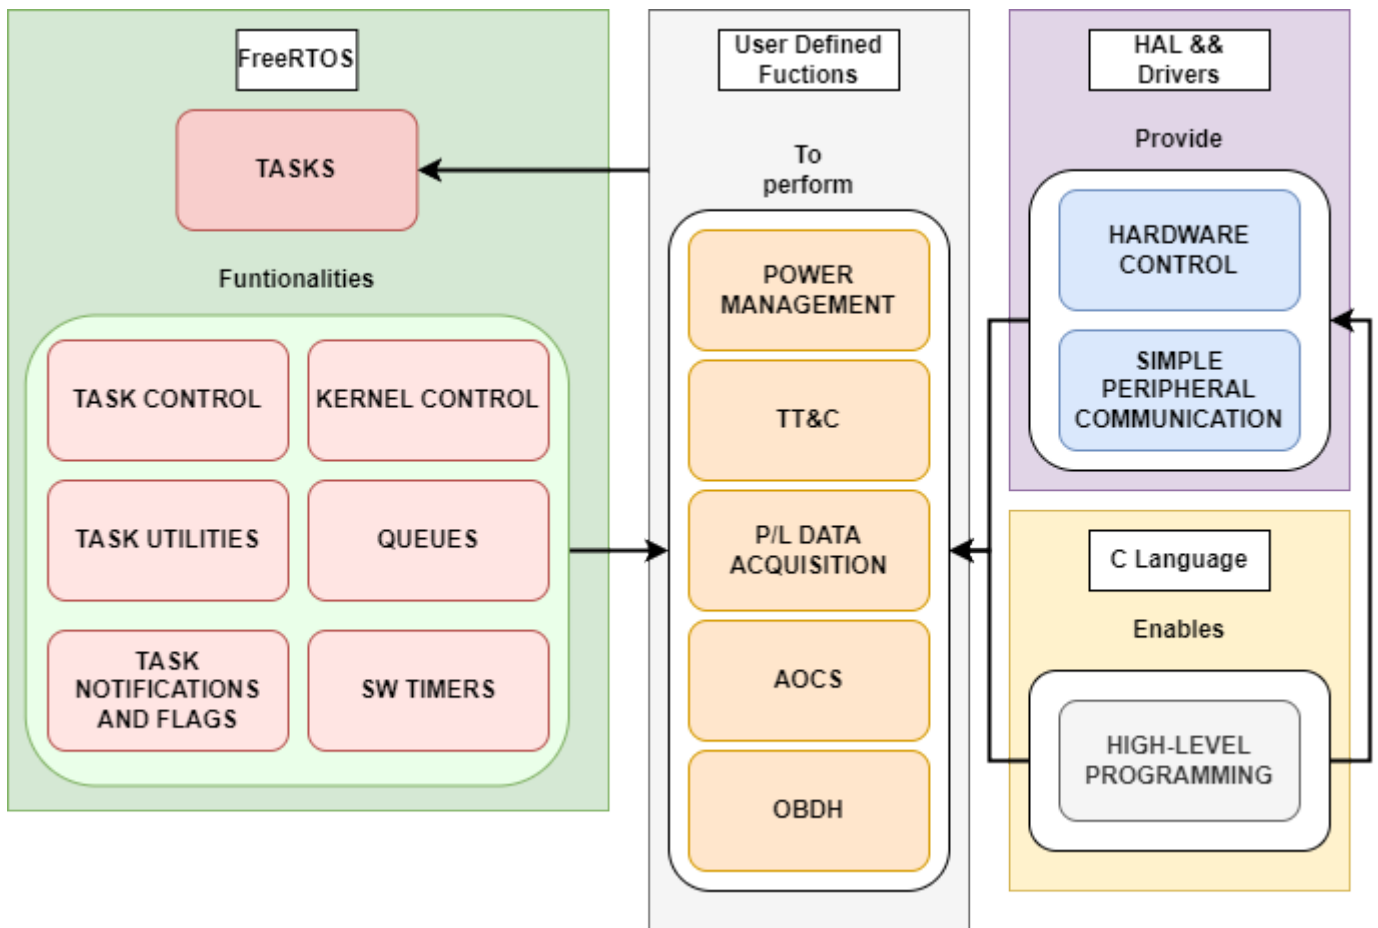 FreeRTOS
TASKS
Funtionalities
TASK CONTROL
KERNEL CONTROL
TASK UTILITIES
QUEUES
TASK
NOTIFICATIONS
AND FLAGS
SW TIMERS
User Defined
Fuctions
To
perform
POWER
MANAGEMENT
TT&C
P/L DATA
ACQUISITION
AOCS
OBDH
HAL &&
Drivers
Provide
HARDWARE
CONTROL
SIMPLE
PERIPHERAL
COMMUNICATION
C Language
Enables
HIGH-LEVEL
PROGRAMMING